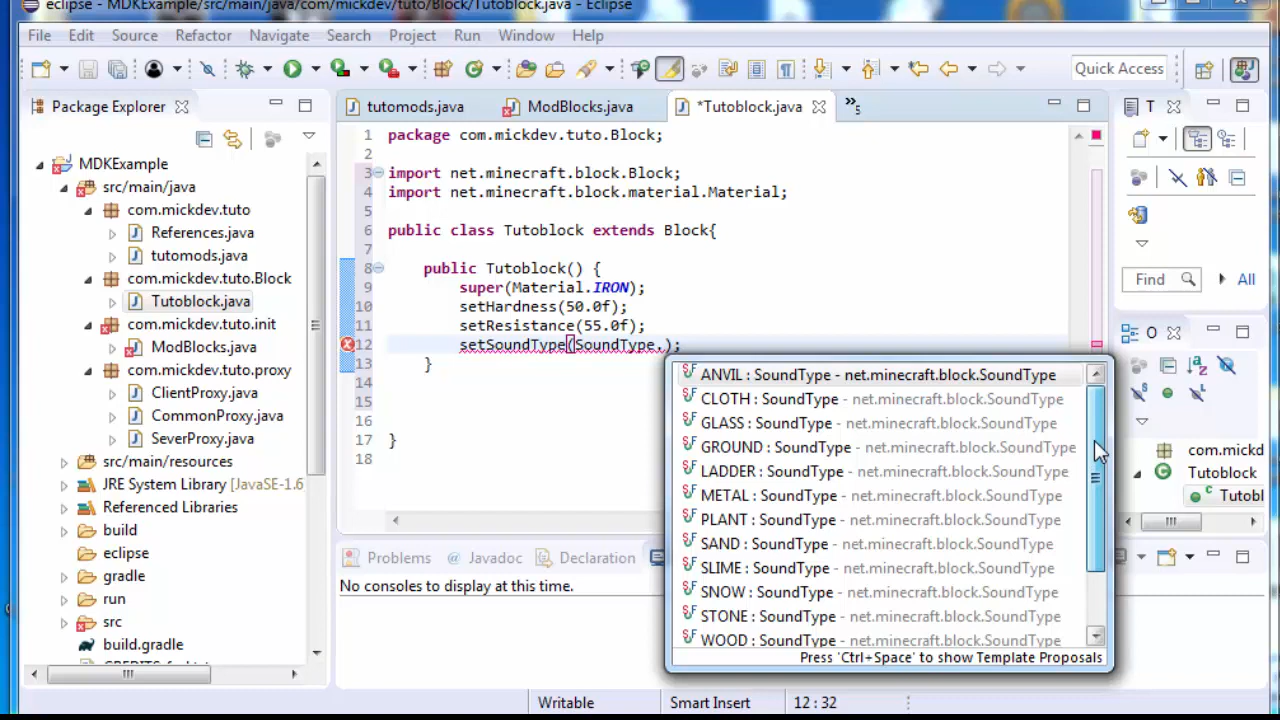 eclipse - MDKExample/src/main/java/com/mickdev/tuto/Block/Tutoblock.java - Eclipse
File Edit Source Refactor Navigate Search Project Run Window Help
Quick Access
Package Explorer
tutomods.java ModBlocks.java *Tutoblock.java »5
T
MDKExample
src/main/java
com.mickdev.tuto
References.java
tutomods.java
com.mickdev.tuto.Block
Tutoblock.java
com.mickdev.tuto.init
ModBlocks.java
com.mickdev.tuto.proxy
ClientProxy.java
CommonProxy.java
SeverProxy.java
src/main/resources
JRE System Library [JavaSE-1.6
Referenced Libraries
build
eclipse
gradle
run
src
build.gradle
1 package com.mickdev.tuto.Block;
2
3 import net.minecraft.block.Block;
4 import net.minecraft.block.material.Material;
5
6 public class Tutoblock extends Block{
7
8 public Tutoblock() {
9 super(Material.IRON);
10 setHardness(50.0f);
11 setResistance(55.0f);
12 setSoundType(SoundType.);
13 }
14
15
16
17 }
18
ANVIL : SoundType - net.minecraft.block.SoundType
CLOTH : SoundType - net.minecraft.block.SoundType
GLASS : SoundType - net.minecraft.block.SoundType
GROUND : SoundType - net.minecraft.block.SoundType
LADDER : SoundType - net.minecraft.block.SoundType
METAL : SoundType - net.minecraft.block.SoundType
PLANT : SoundType - net.minecraft.block.SoundType
SAND : SoundType - net.minecraft.block.SoundType
SLIME : SoundType - net.minecraft.block.SoundType
SNOW : SoundType - net.minecraft.block.SoundType
STONE : SoundType - net.minecraft.block.SoundType
WOOD : SoundType - net.minecraft.block.SoundType
Press 'Ctrl+Space' to show Template Proposals
Find All
O
com.mickd
Tutoblock
Tutobl
Problems @ Javadoc Declaration
No consoles to display at this time.
Writable Smart Insert 12 : 32